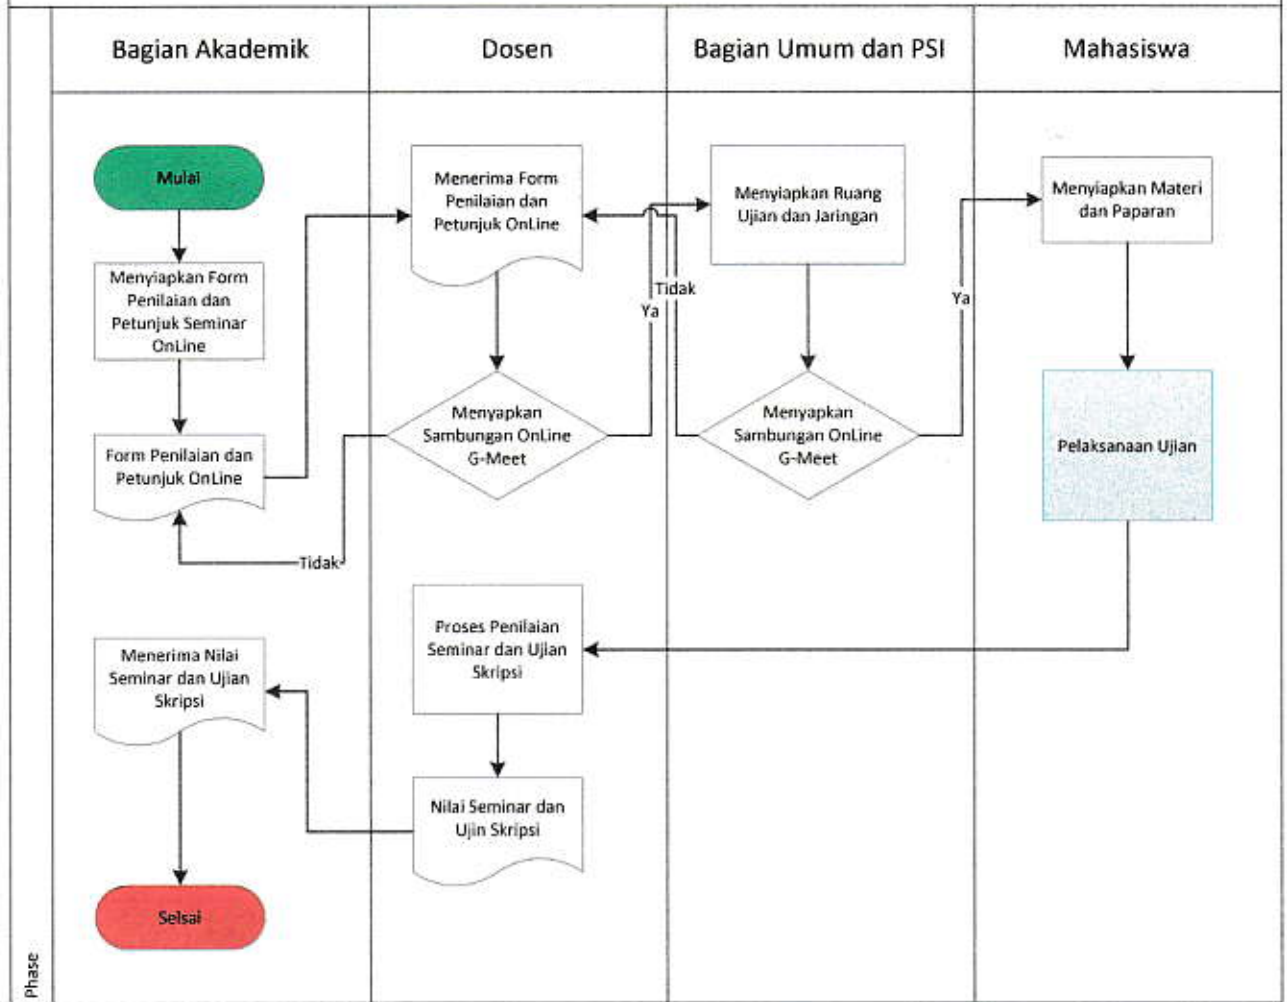 Bagian Akademik
Dosen
Bagian Umum dan PSI
Mahasiswa
Mulai
Menyiapkan Form
Penilaian dan
Petunjuk Seminar
OnLine
Form Penilaian dan
Petunjuk OnLine
Menerima Form
Penilaian dan
Petunjuk OnLine
Menyapkan
Sambungan OnLine
G-Meet
Tidak
Ya
Menyiapkan Ruang
Ujian dan Jaringan
Menyapkan
Sambungan OnLine
G-Meet
Tidak
Ya
Menyiapkan Materi
dan Paparan
Pelaksanaan Ujian
Proses Penilaian
Seminar dan Ujian
Skripsi
Nilai Seminar dan
Ujin Skripsi
Menerima Nilai
Seminar dan Ujian
Skripsi
Selsai
Phase